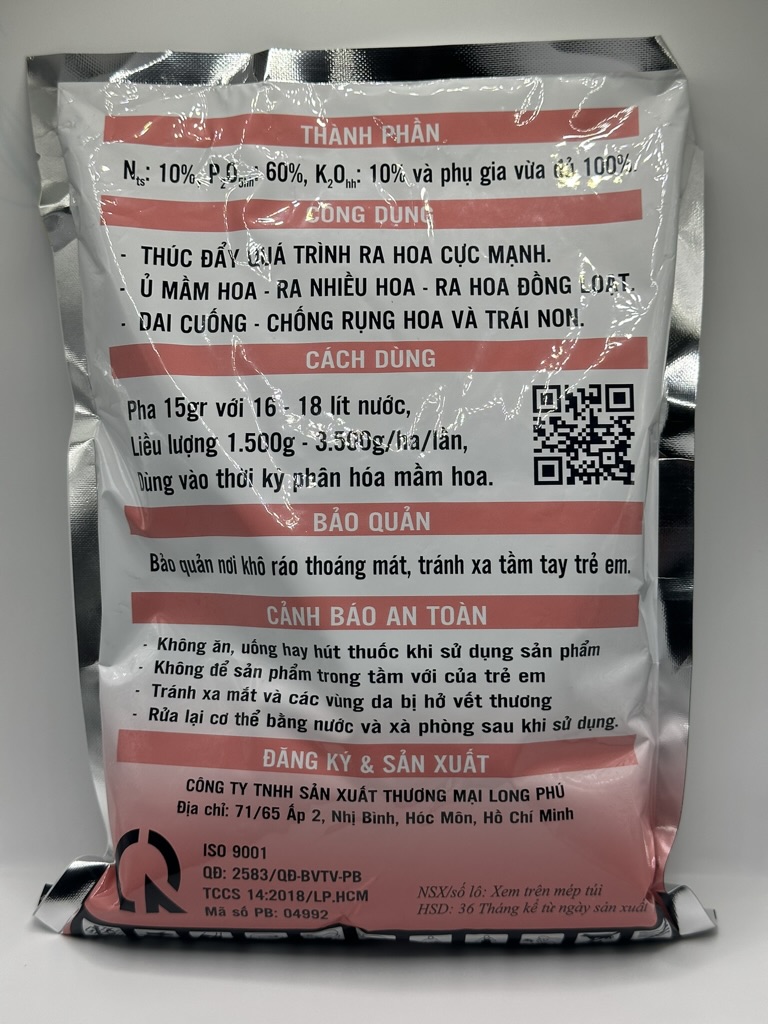 THÀNH PHẦN
Nts: 10%, P2O5hh: 60%, K2Ohh: 10% và phụ gia vừa đủ 100%.
CÔNG DỤNG
- THÚC ĐẨY QUÁ TRÌNH RA HOA CỰC MẠNH.
- Ủ MẦM HOA - RA NHIỀU HOA - RA HOA ĐỒNG LOẠT.
- DAI CUỐNG - CHỐNG RỤNG HOA VÀ TRÁI NON.
CÁCH DÙNG
Pha 15gr với 16 - 18 lít nước,
Liều lượng 1.500g - 3.500g/ha/lần,
Dùng vào thời kỳ phân hóa mầm hoa.
BẢO QUẢN
Bảo quản nơi khô ráo thoáng mát, tránh xa tầm tay trẻ em.
CẢNH BÁO AN TOÀN
- Không ăn, uống hay hút thuốc khi sử dụng sản phẩm
- Không để sản phẩm trong tầm với của trẻ em
- Tránh xa mắt và các vùng da bị hở vết thương
- Rửa lại cơ thể bằng nước và xà phòng sau khi sử dụng.
ĐĂNG KÝ & SẢN XUẤT
CÔNG TY TNHH SẢN XUẤT THƯƠNG MẠI LONG PHÚ
Địa chỉ: 71/65 Ấp 2, Nhị Bình, Hóc Môn, Hồ Chí Minh
ISO 9001
QĐ: 2583/QĐ-BVTV-PB
TCCS 14:2018/LP.HCM
Mã số PB: 04992
NSX/số lô: Xem trên mép túi
HSD: 36 Tháng kể từ ngày sản xuất